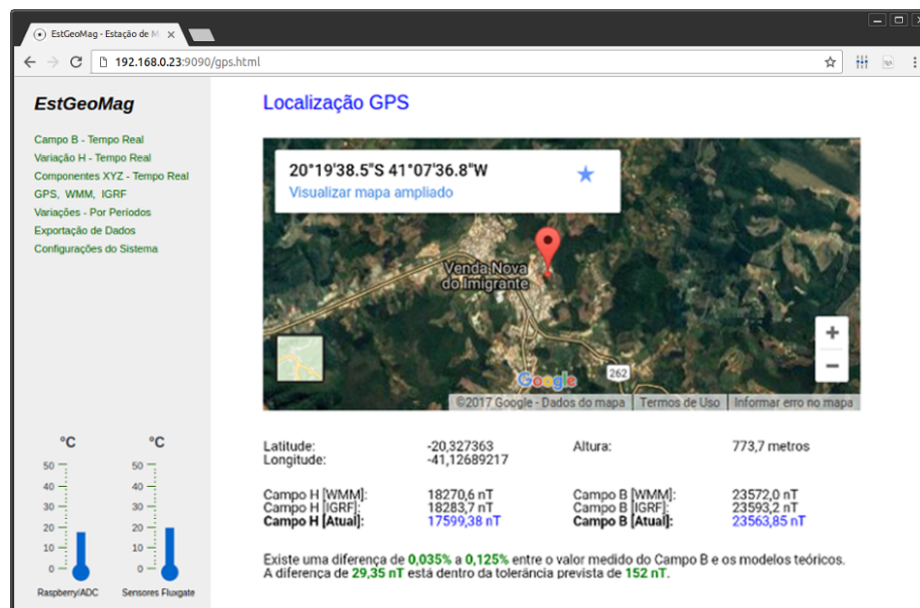 EstGeoMag - Estação de M
192.168.0.23:9090/gps.html
EstGeoMag
Campo B - Tempo Real
Variação H - Tempo Real
Componentes XYZ - Tempo Real
GPS, WMM, IGRF
Variações - Por Períodos
Exportação de Dados
Configurações do Sistema
°C °C
50 50
40 40
30 30
20 20
10 10
0 0
Raspberry/ADC Sensores Fluxgate
Localização GPS
20°19'38.5"S 41°07'36.8"W
Visualizar mapa ampliado
Venda Nova
do Imigrante
262
Google
©2017 Google - Dados do mapa Termos de Uso Informar erro no mapa
Latitude: -20,327363 Altura: 773,7 metros
Longitude: -41,12689217
Campo H [WMM]: 18270,6 nT Campo B [WMM]: 23572,0 nT
Campo H [IGRF]: 18283,7 nT Campo B [IGRF]: 23593,2 nT
Campo H [Atual]: 17599,38 nT Campo B [Atual]: 23563,85 nT
Existe uma diferença de 0,035% a 0,125% entre o valor medido do Campo B e os modelos teóricos.
A diferença de 29,35 nT está dentro da tolerância prevista de 152 nT.